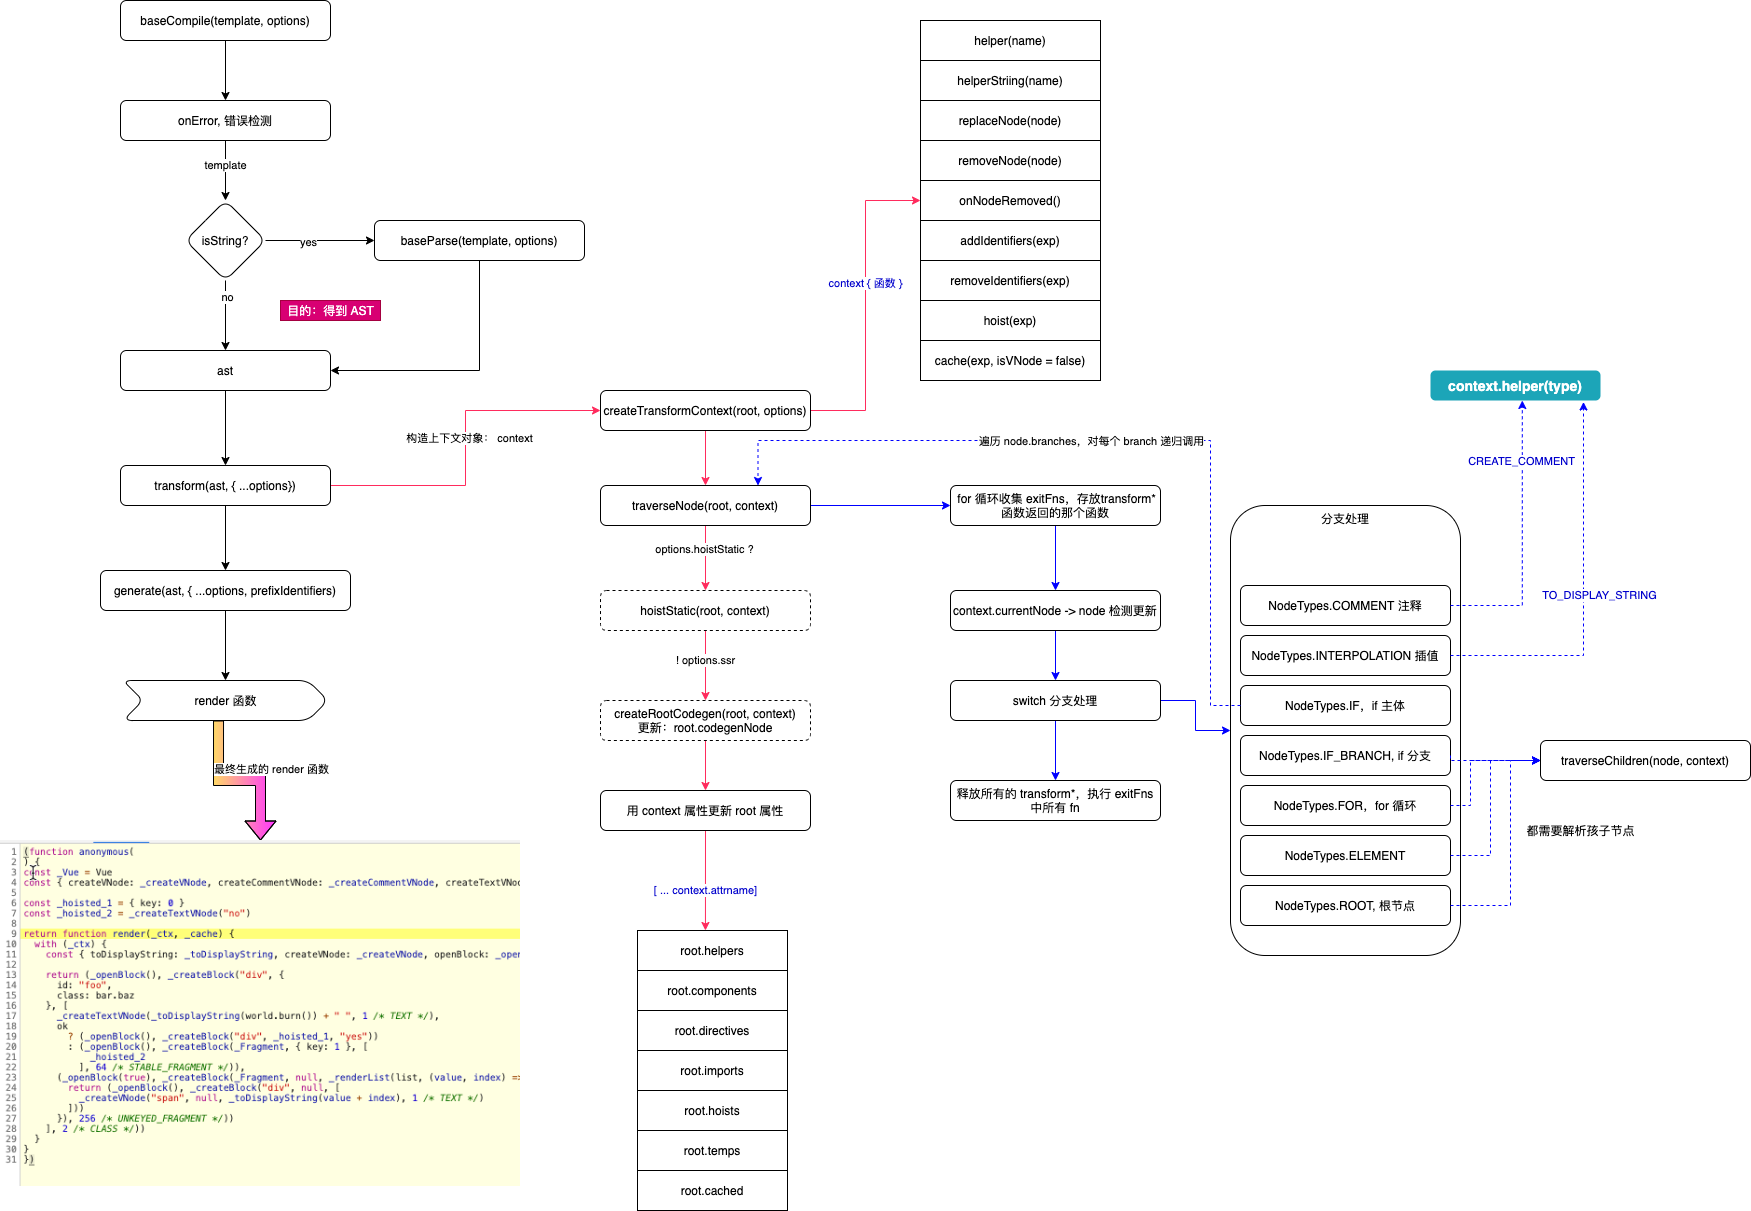 baseCompile(template, options)
onError, 错误检测
template
isString?
yes
baseParse(template, options)
no
目的：得到 AST
ast
构造上下文对象： context
transform(ast, { ...options})
generate(ast, { ...options, prefixIdentifiers)
render 函数
最终生成的 render 函数
1 (function anonymous(
2 ) {
3 const _Vue = Vue
4 const { createVNode: _createVNode, createCommentVNode: _createCommentVNode, createTextVNod
5
6 const _hoisted_1 = { key: 0 }
7 const _hoisted_2 = _createTextVNode("no")
8
9 return function render(_ctx, _cache) {
10 with (_ctx) {
11 const { toDisplayString: _toDisplayString, createVNode: _createVNode, openBlock: _open
12
13 return (_openBlock(), _createBlock("div", {
14 id: "foo",
15 class: bar.baz
16 }, [
17 _createTextVNode(_toDisplayString(world.burn()) + " ", 1 /* TEXT */),
18 ok
19 ? (_openBlock(), _createBlock("div", _hoisted_1, "yes"))
20 : (_openBlock(), _createBlock(_Fragment, { key: 1 }, [
21 _hoisted_2
22 ], 64 /* STABLE_FRAGMENT */)),
23 (_openBlock(true), _createBlock(_Fragment, null, _renderList(list, (value, index) =>
24 return (_openBlock(), _createBlock("div", null, [
25 _createVNode("span", null, _toDisplayString(value + index), 1 /* TEXT */)
26 ]))
27 }), 256 /* UNKEYED_FRAGMENT */))
28 ], 2 /* CLASS */))
29 }
30 }
31 })
createTransformContext(root, options)
context { 函数 }
helper(name)
helperStriing(name)
replaceNode(node)
removeNode(node)
onNodeRemoved()
addIdentifiers(exp)
removeIdentifiers(exp)
hoist(exp)
cache(exp, isVNode = false)
遍历 node.branches，对每个 branch 递归调用
traverseNode(root, context)
options.hoistStatic ?
hoistStatic(root, context)
! options.ssr
createRootCodegen(root, context)
更新：root.codegenNode
用 context 属性更新 root 属性
[ ... context.attrname]
root.helpers
root.components
root.directives
root.imports
root.hoists
root.temps
root.cached
for 循环收集 exitFns，存放transform*
函数返回的那个函数
context.currentNode -> node 检测更新
switch 分支处理
释放所有的 transform*，执行 exitFns
中所有 fn
context.helper(type)
CREATE_COMMENT
TO_DISPLAY_STRING
分支处理
NodeTypes.COMMENT 注释
NodeTypes.INTERPOLATION 插值
NodeTypes.IF，if 主体
NodeTypes.IF_BRANCH, if 分支
NodeTypes.FOR，for 循环
NodeTypes.ELEMENT
NodeTypes.ROOT, 根节点
traverseChildren(node, context)
都需要解析孩子节点